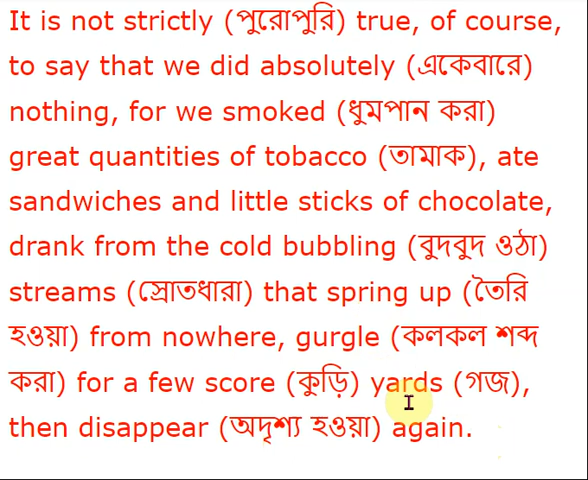 It is not strictly (পুরোপুরি) true, of course,
to say that we did absolutely (একেবারে)
nothing, for we smoked (ধুমপান করা)
great quantities of tobacco (তামাক), ate
sandwiches and little sticks of chocolate,
drank from the cold bubbling (বুদবুদ ওঠা)
streams (স্রোতধারা) that spring up (তৈরি
হওয়া) from nowhere, gurgle (কলকল শব্দ
করা) for a few score (কুড়ি) yards (গজ),
then disappear (অদৃশ্য হওয়া) again.